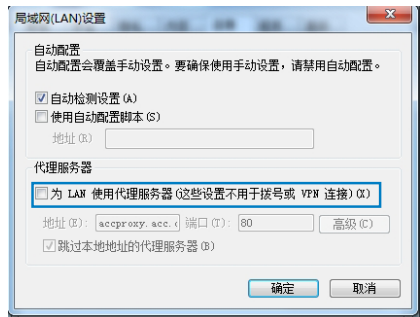 局域网(LAN)设置
自动配置
自动配置会覆盖手动设置。要确保使用手动设置，请禁用自动配置。
自动检测设置(A)
使用自动配置脚本(S)
地址(R)
代理服务器
为 LAN 使用代理服务器(这些设置不用于拨号或 VPN 连接)(X)
地址(E): accproxy.acc. 端口(T): 80 高级(C)
跳过本地地址的代理服务器(B)
确定 取消